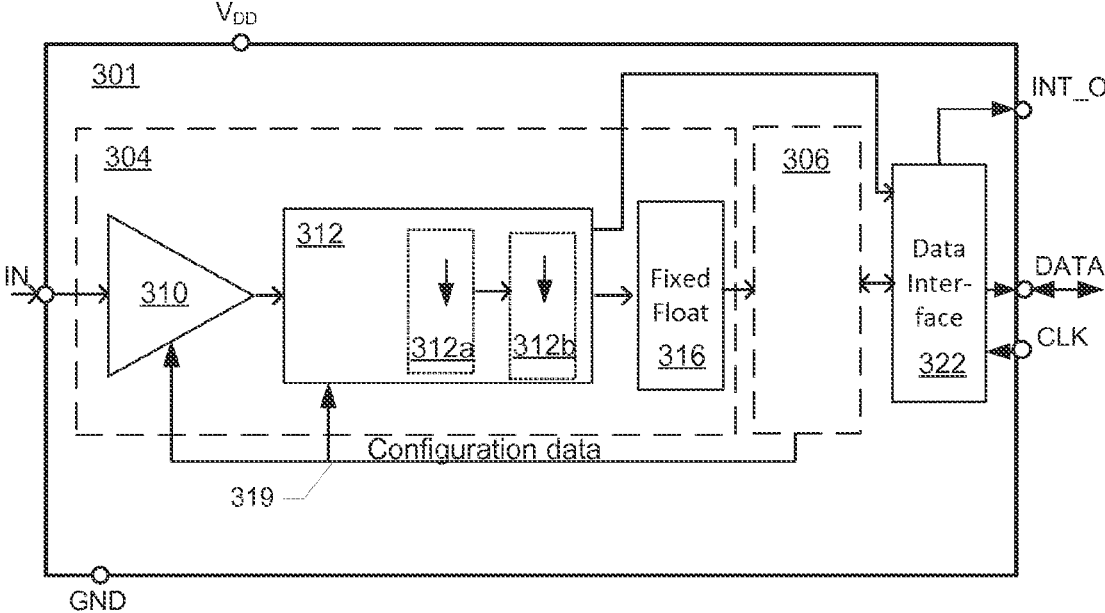 VDD
301
INT_O
304
306
312
IN
310
Fixed
Float
Data
Inter-
face
DATA
312a
312b
316
CLK
322
Configuration data
319
GND